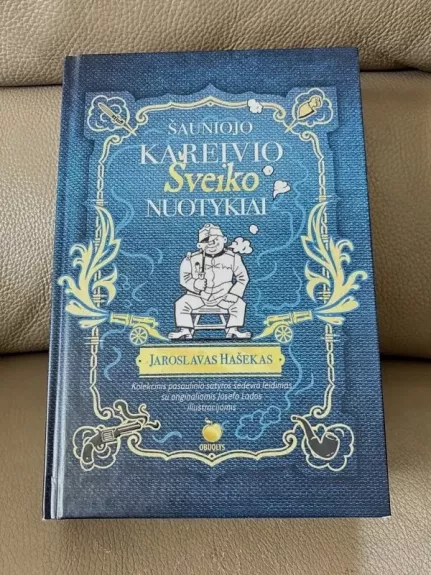 ŠAUNIOJO
KAREIVIO
Šveiko
NUOTYKIAI
JAROSLAVAS HAŠEKAS
Kolekcinis pasaulinio satyros šedevro leidimas
su originaliomis Josefo Lados
iliustracijomis
OBUOLYS